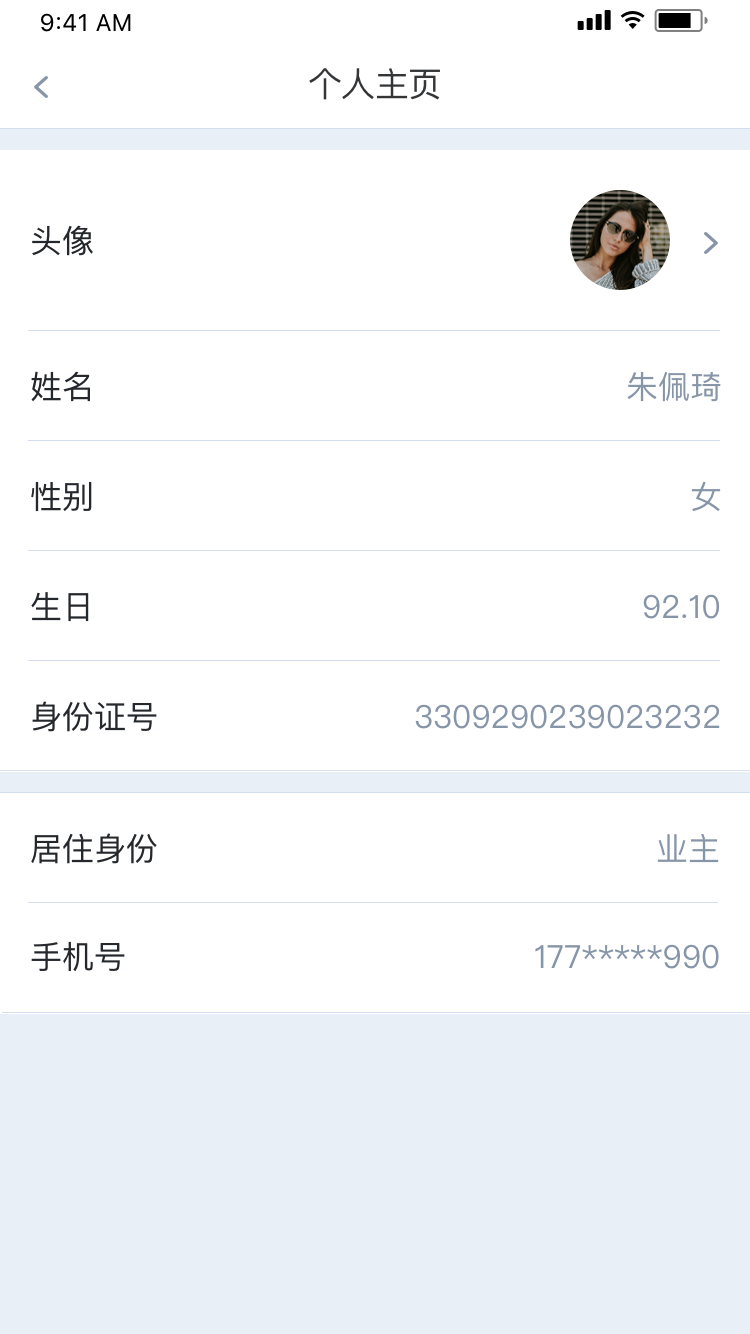 9:41 AM
个人主页
头像
姓名 朱佩琦
性别 女
生日 92.10
身份证号 3309290239023232
居住身份 业主
手机号 177*****990